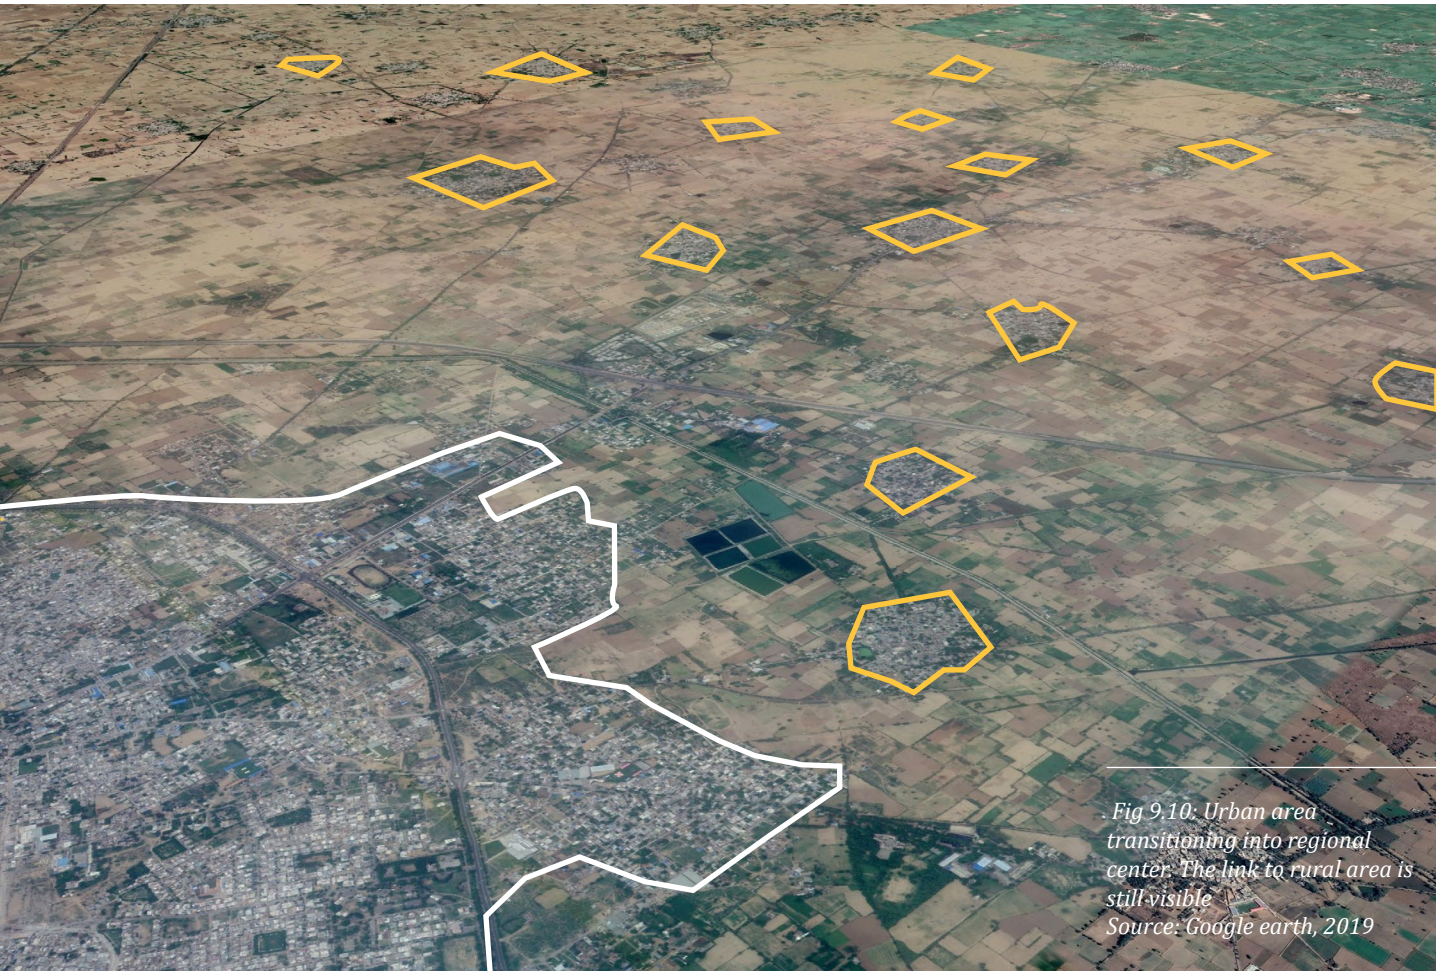 Fig 9.10: Urban area
transitioning into regional
center. The link to rural area is
still visible
Source: Google earth, 2019